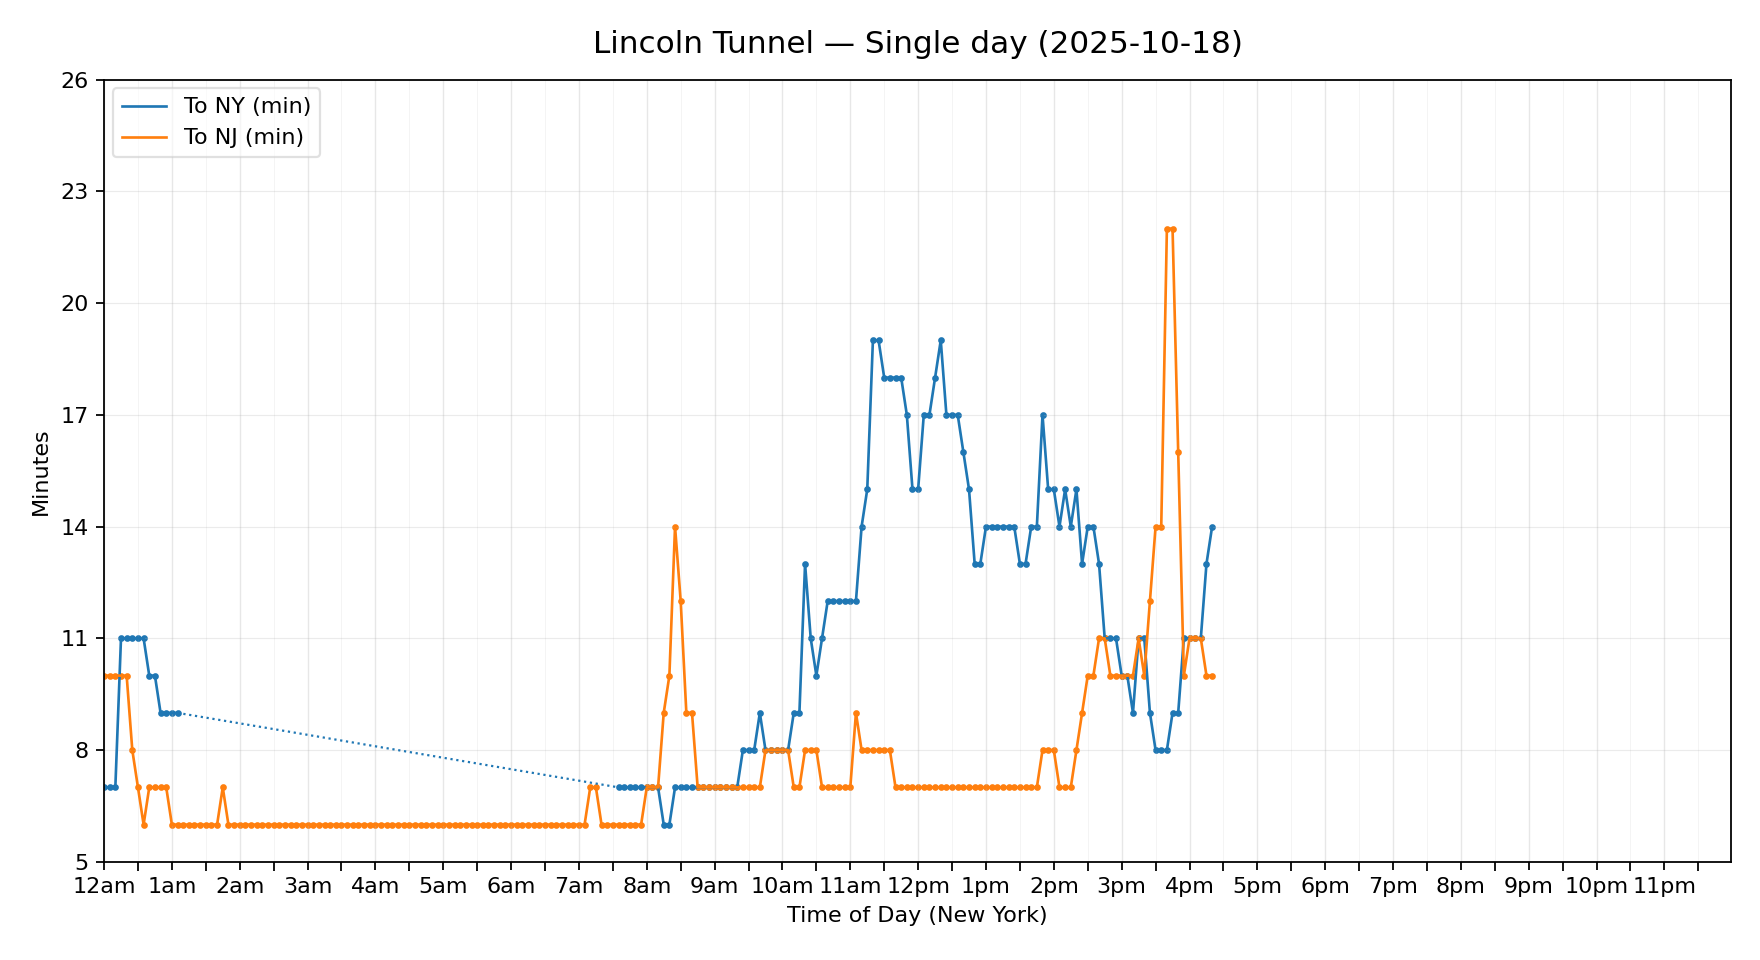 Lincoln Tunnel — Single day (2025-10-18)
To NY (min)
To NJ (min)
26
23
20
17
14
11
8
5
Minutes
12am 1am 2am 3am 4am 5am 6am 7am 8am 9am 10am 11am 12pm 1pm 2pm 3pm 4pm 5pm 6pm 7pm 8pm 9pm 10pm 11pm
Time of Day (New York)